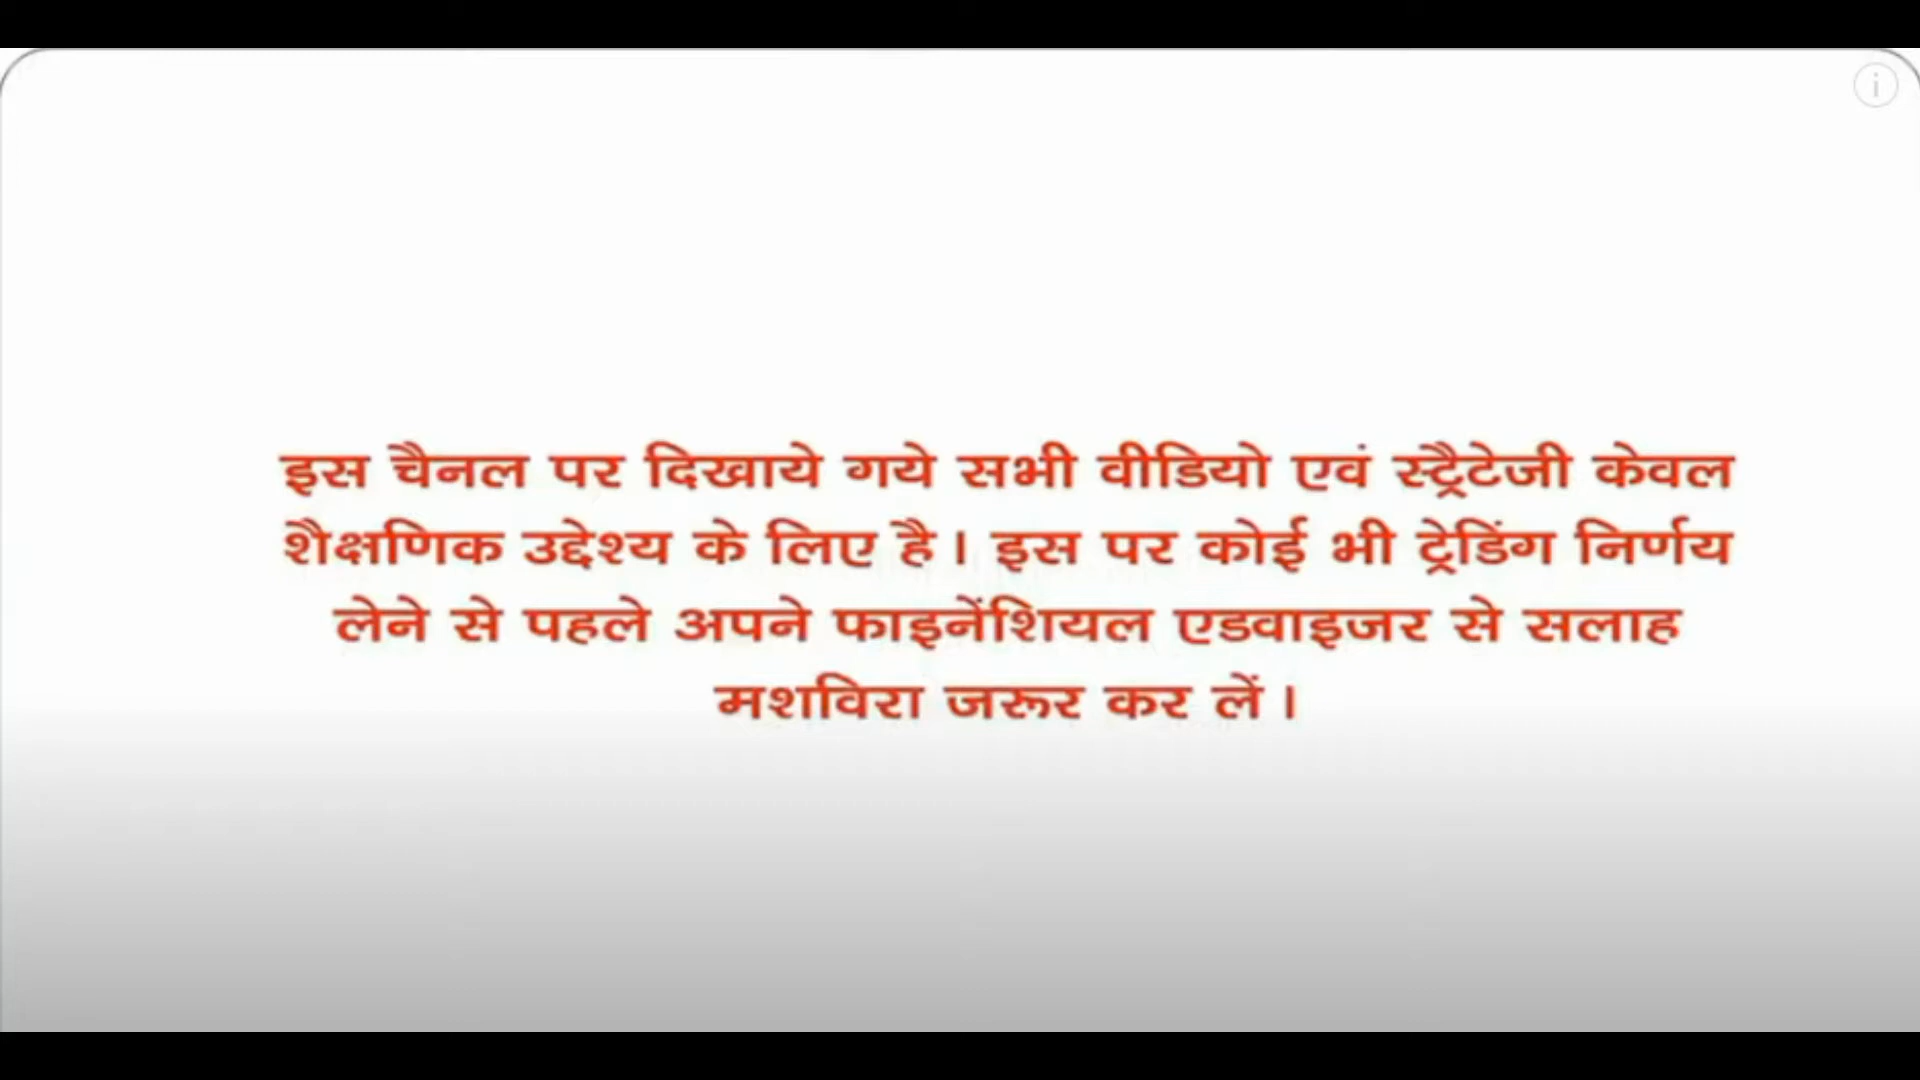 इस चैनल पर दिखाये गये सभी वीडियो एवं स्ट्रैटेजी केवल
शैक्षणिक उद्देश्य के लिए है। इस पर कोई भी ट्रेडिंग निर्णय
लेने से पहले अपने फाइनेंशियल एडवाइजर से सलाह
मशविरा जरूर कर लें।